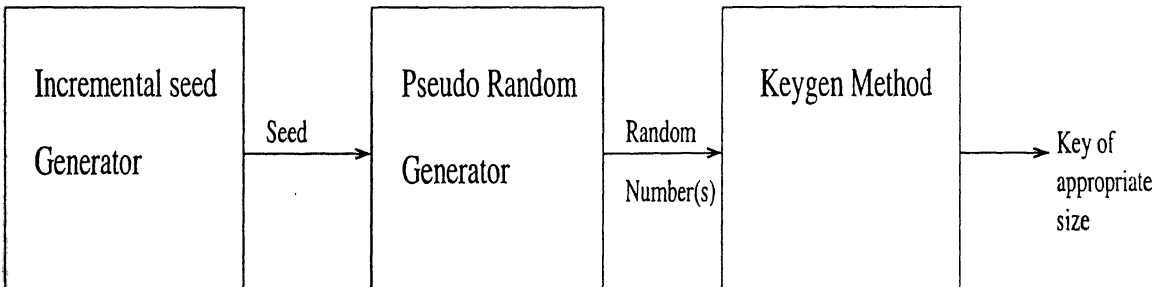 Incremental seed
Generator
Seed
Pseudo Random
Generator
Random
Number(s)
Keygen Method
Key of
appropriate
size